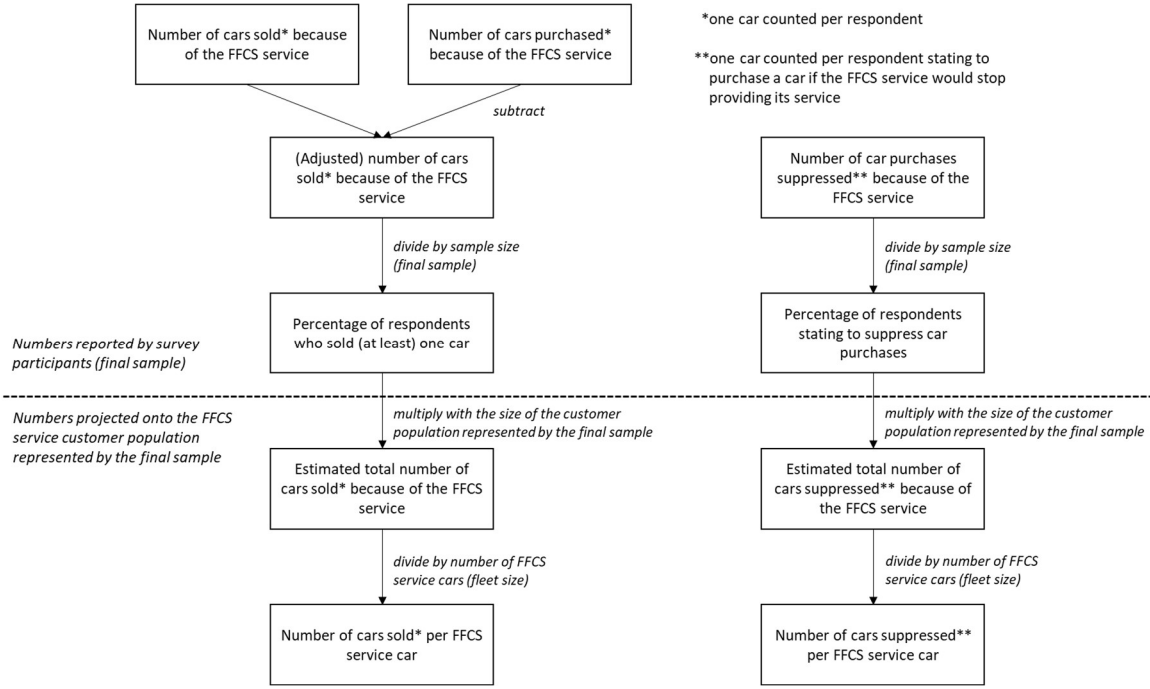 Number of cars sold* because
of the FFCS service
Number of cars purchased*
because of the FFCS service
*one car counted per respondent
**one car counted per respondent stating to
purchase a car if the FFCS service would stop
providing its service
subtract
(Adjusted) number of cars
sold* because of the FFCS
service
Number of car purchases
suppressed** because of the
FFCS service
divide by sample size
(final sample)
divide by sample size
(final sample)
Percentage of respondents
who sold (at least) one car
Percentage of respondents
stating to suppress car
purchases
Numbers reported by survey
participants (final sample)
Numbers projected onto the FFCS
service customer population
represented by the final sample
multiply with the size of the customer
population represented by the final sample
multiply with the size of the customer
population represented by the final sample
Estimated total number of
cars sold* because of the FFCS
service
Estimated total number of
cars suppressed** because of
the FFCS service
divide by number of FFCS
service cars (fleet size)
divide by number of FFCS
service cars (fleet size)
Number of cars sold* per FFCS
service car
Number of cars suppressed**
per FFCS service car